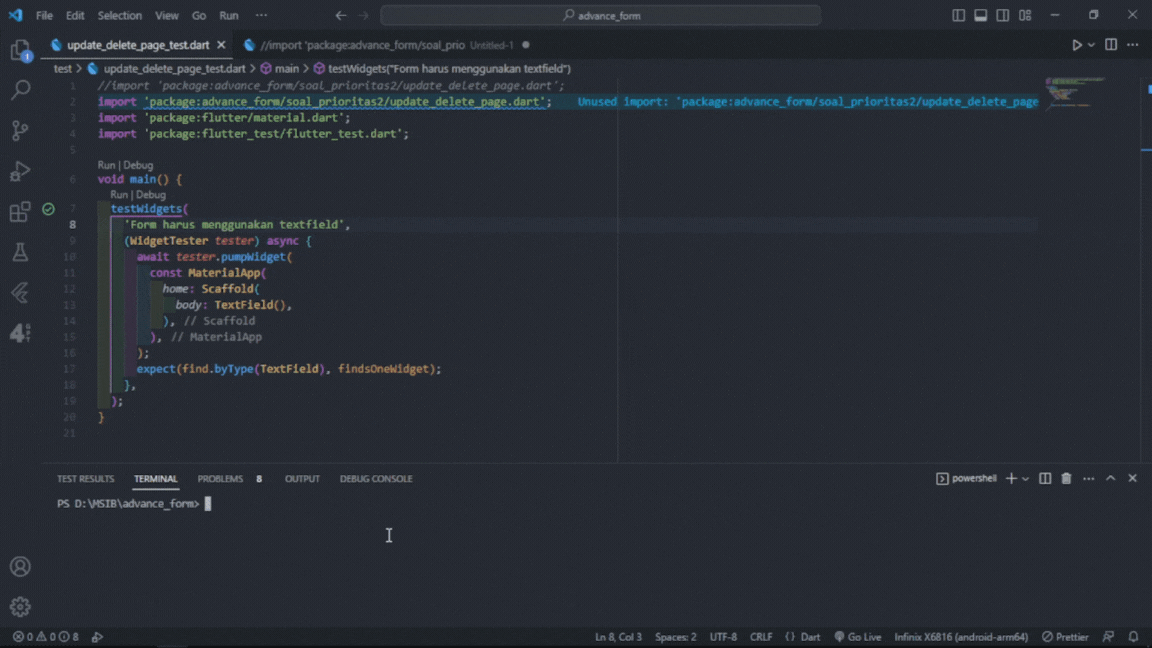 File Edit Selection View Go Run ··· advance_form
update_delete_page_test.dart //import 'package:advance_form/soal_prio Untitled-1
test > update_delete_page_test.dart > main > testWidgets("Form harus menggunakan textfield")
1 //import 'package:advance_form/soal_prioritas2/update_delete_page.dart';
2 import 'package:advance_form/soal_prioritas2/update_delete_page.dart'; Unused import: 'package:advance_form/soal_prioritas2/update_delete_page
3 import 'package:flutter/material.dart';
4 import 'package:flutter_test/flutter_test.dart';
5
Run | Debug
6 void main() {
Run | Debug
7 testWidgets(
8 'Form harus menggunakan textfield',
9 (WidgetTester tester) async {
10 await tester.pumpWidget(
11 const MaterialApp(
12 home: Scaffold(
13 body: TextField(),
14 ), // Scaffold
15 ), // MaterialApp
16 );
17 expect(find.byType(TextField), findsOneWidget);
18 },
19 );
20 }
21
TEST RESULTS TERMINAL PROBLEMS 8 OUTPUT DEBUG CONSOLE powershell
PS D:\MSIB\advance_form>
0 0 8 Ln 8, Col 3 Spaces: 2 UTF-8 CRLF {} Dart Go Live Infinix X6816 (android-arm64) Prettier